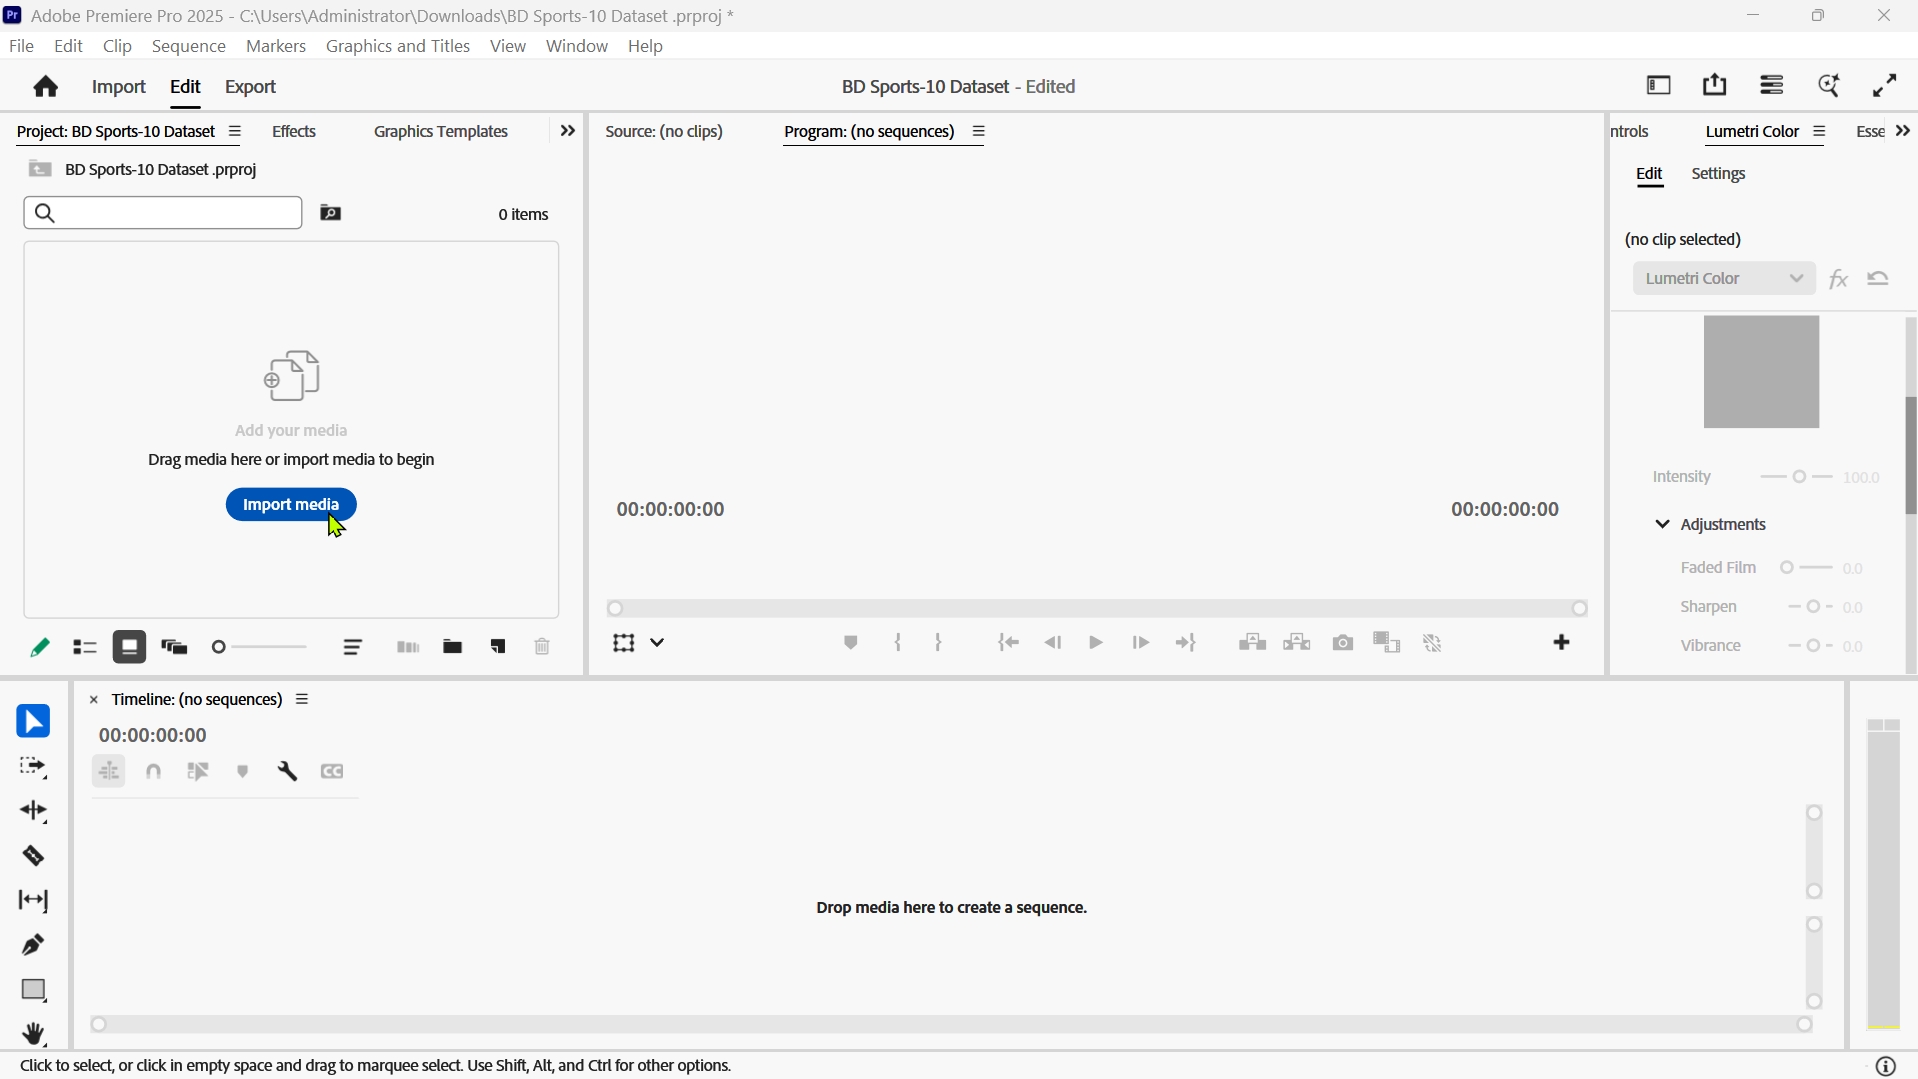 Pr Adobe Premiere Pro 2025 - C:\Users\Administrator\Downloads\BD Sports-10 Dataset .prproj *
File Edit Clip Sequence Markers Graphics and Titles View Window Help
Import Edit Export BD Sports-10 Dataset - Edited
Project: BD Sports-10 Dataset Effects Graphics Templates Source: (no clips) Program: (no sequences) ntrols Lumetri Color Esse
BD Sports-10 Dataset .prproj Edit Settings
0 items
(no clip selected)
Lumetri Color fx
Add your media
Drag media here or import media to begin
Import media
00:00:00:00 00:00:00:00
Intensity 100.0
Adjustments
Faded Film 0.0
Sharpen 0.0
Vibrance 0.0
Timeline: (no sequences)
00:00:00:00
CC
Drop media here to create a sequence.
Click to select, or click in empty space and drag to marquee select. Use Shift, Alt, and Ctrl for other options.